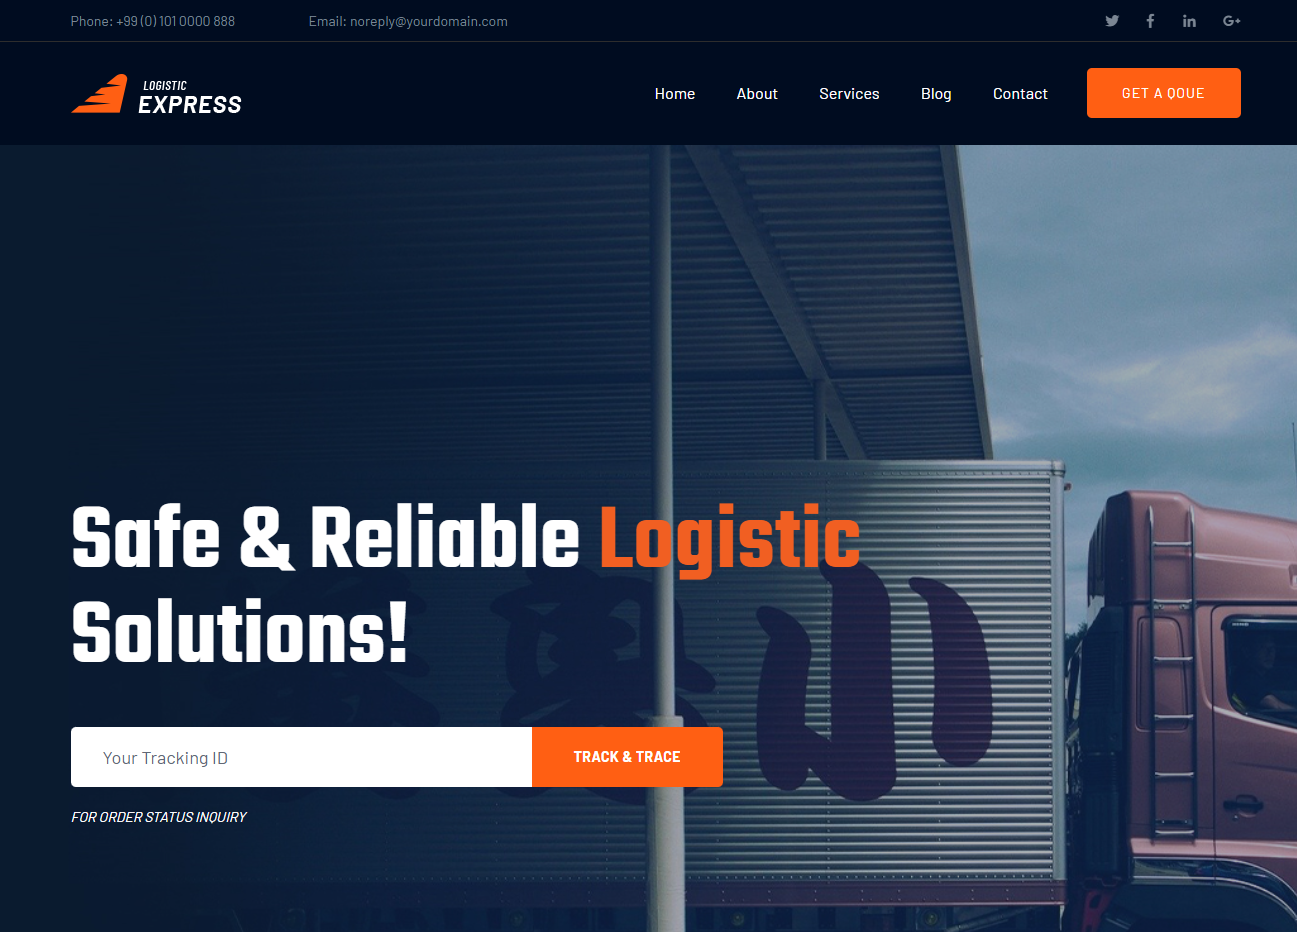 Phone: +99 (0) 101 0000 888
Email: noreply@yourdomain.com
LOGISTIC
EXPRESS
Home
About
Services
Blog
Contact
GET A QOUE
Safe & Reliable Logistic
Solutions!
Your Tracking ID
TRACK & TRACE
FOR ORDER STATUS INQUIRY